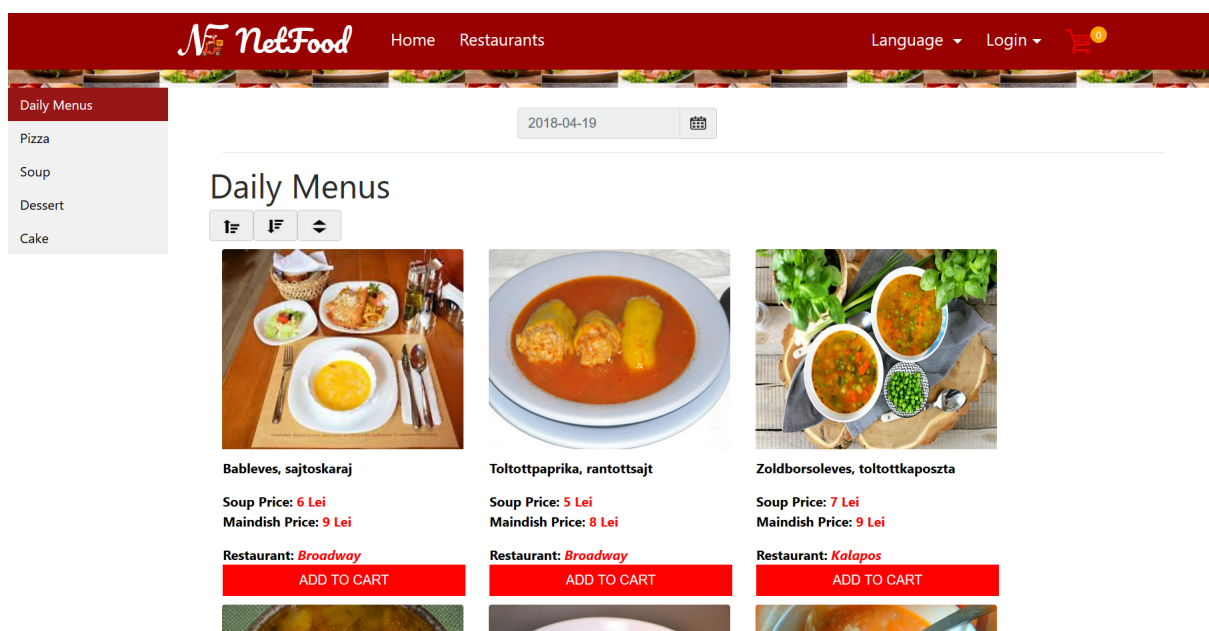 NF NetFood Home Restaurants Language Login 0
Daily Menus
Pizza
Soup
Dessert
Cake
2018-04-19
Daily Menus
Bableves, sajtoskaraj
Soup Price: 6 Lei
Maindish Price: 9 Lei
Restaurant: Broadway
ADD TO CART
Toltottpaprika, rantottsajt
Soup Price: 5 Lei
Maindish Price: 8 Lei
Restaurant: Broadway
ADD TO CART
Zoldborsoleves, toltottkaposzta
Soup Price: 7 Lei
Maindish Price: 9 Lei
Restaurant: Kalapos
ADD TO CART